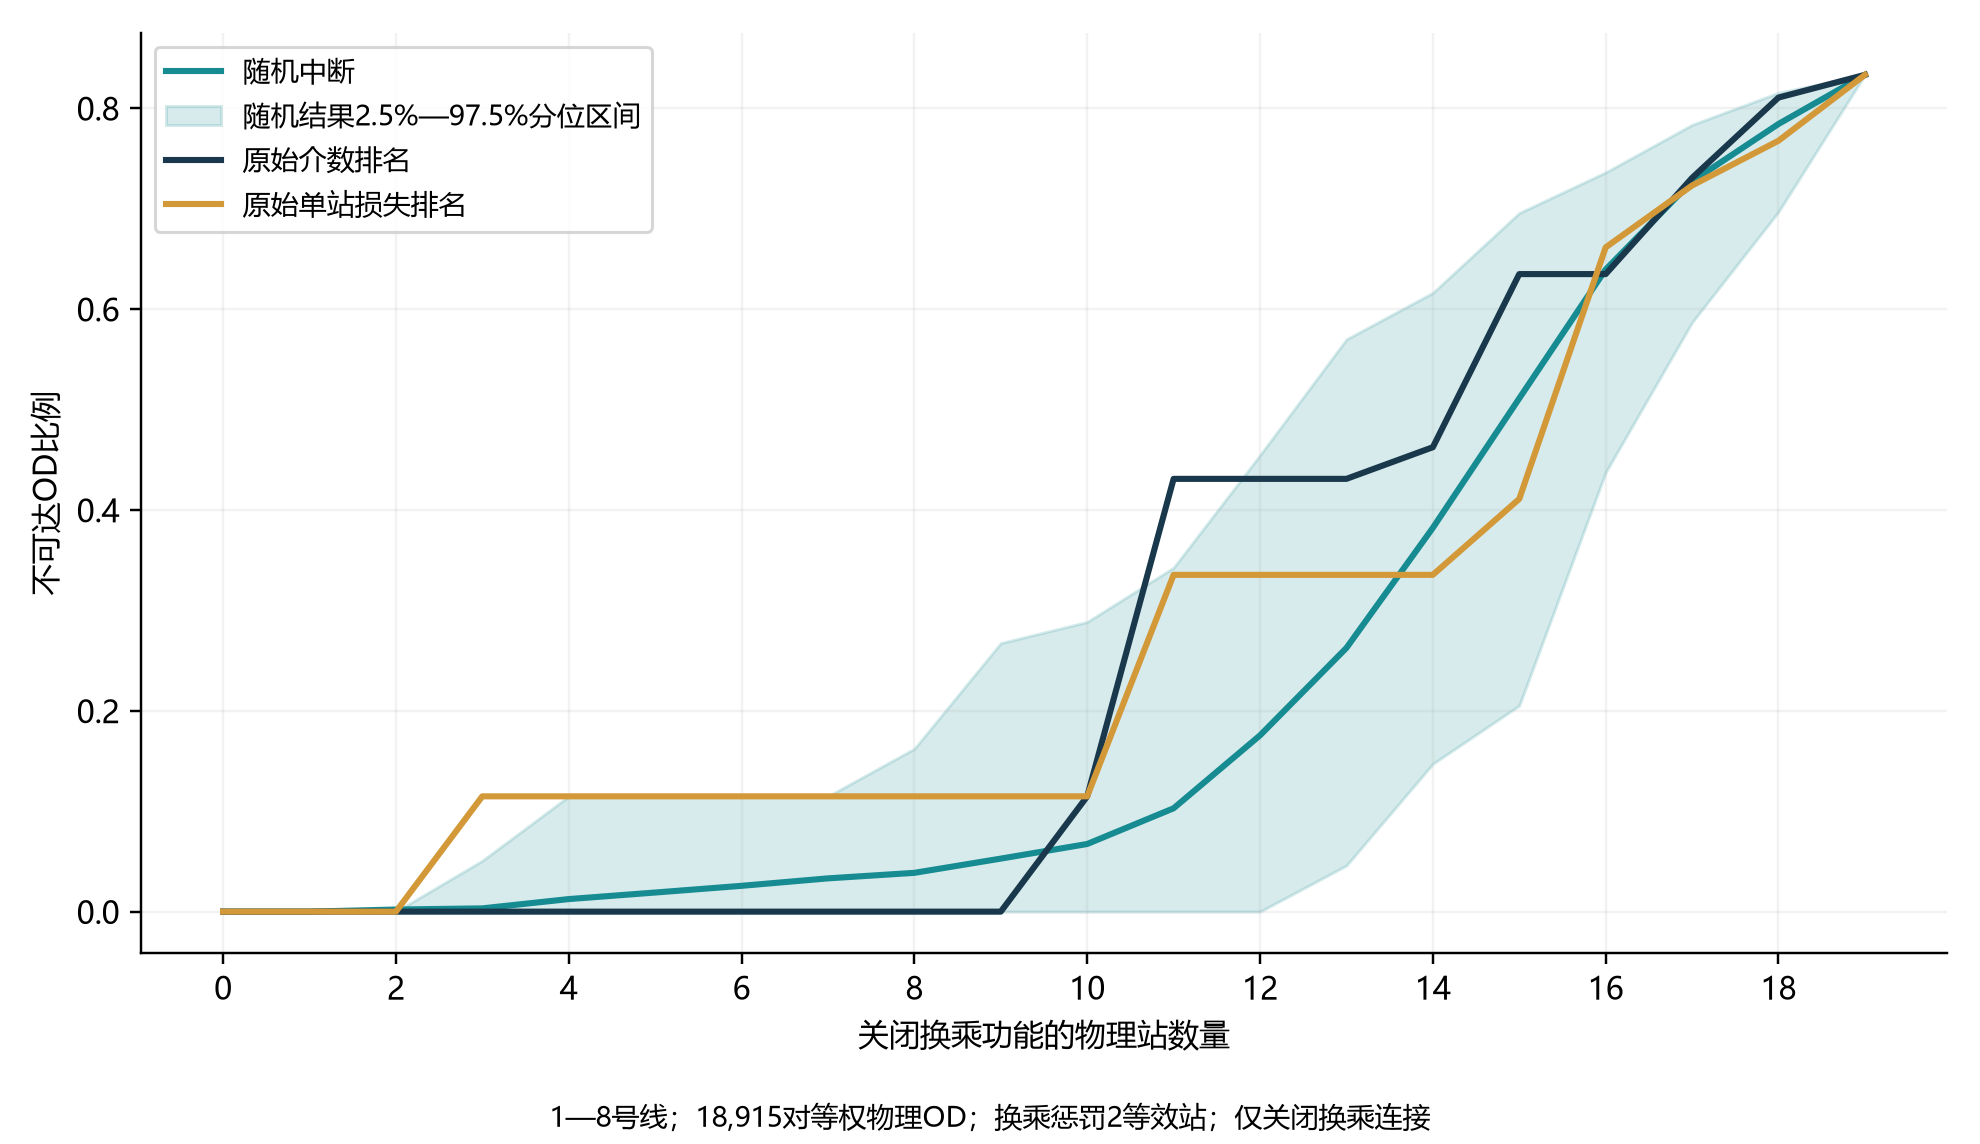 随机中断
随机结果2.5%—97.5%分位区间
原始介数排名
原始单站损失排名
不可达OD比例
0.8
0.6
0.4
0.2
0.0
0 2 4 6 8 10 12 14 16 18
关闭换乘功能的物理站数量
1—8号线；18,915对等权物理OD；换乘惩罚2等效站；仅关闭换乘连接